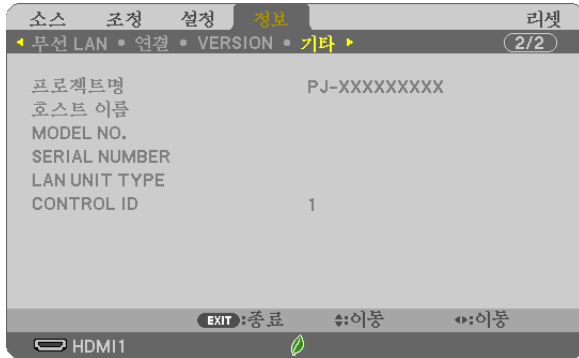 소스 조정 설정 정보 리셋
무선 LAN • 연결 • VERSION • 기타 2/2
프로젝트명 PJ-XXXXXXXXX
호스트 이름
MODEL NO.
SERIAL NUMBER
LAN UNIT TYPE
CONTROL ID 1
EXIT :종료 :이동 :이동
HDMI1